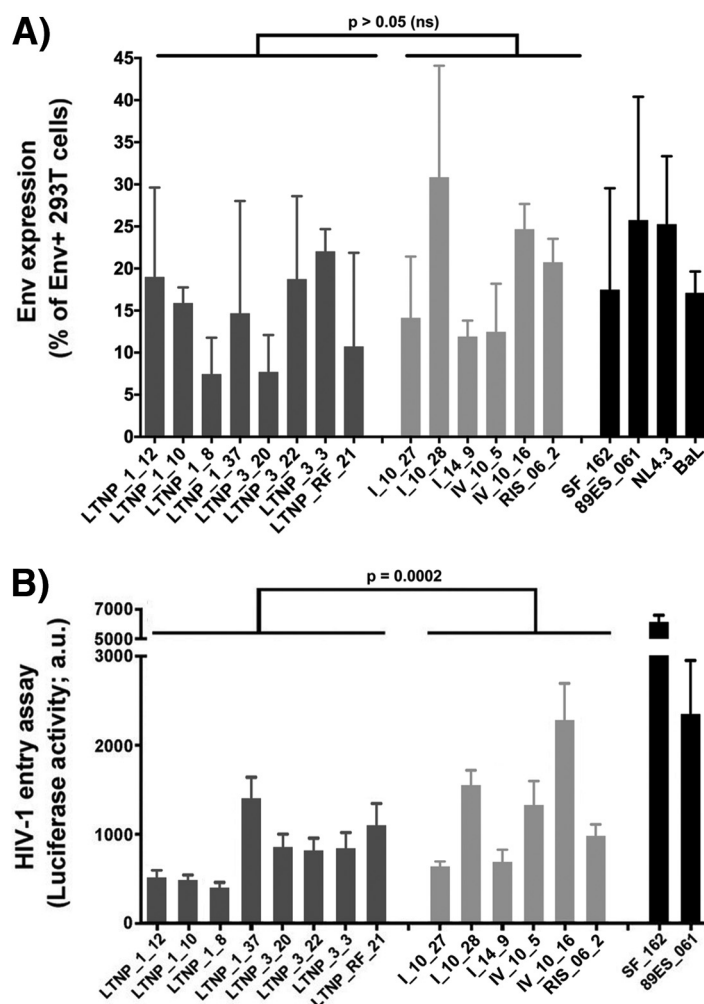 A)
p > 0.05 (ns)
Env expression
(% of Env+ 293T cells)
45
40
35
30
25
20
15
10
5
0
LTNP_1_12
LTNP_1_10
LTNP_1_8
LTNP_1_37
LTNP_3_20
LTNP_3_22
LTNP_3_3
LTNP_RF_21
I_10_27
I_10_28
I_14_9
IV_10_5
IV_10_16
RIS_06_2
SF_162
89ES_061
NL4.3
BaL
B)
p = 0.0002
HIV-1 entry assay
(Luciferase activity; a.u.)
7000
5000
3000
2000
1000
0
LTNP_1_12
LTNP_1_10
LTNP_1_8
LTNP_1_37
LTNP_3_20
LTNP_3_22
LTNP_3_3
LTNP_RF_21
I_10_27
I_10_28
I_14_9
IV_10_5
IV_10_16
RIS_06_2
SF_162
89ES_061